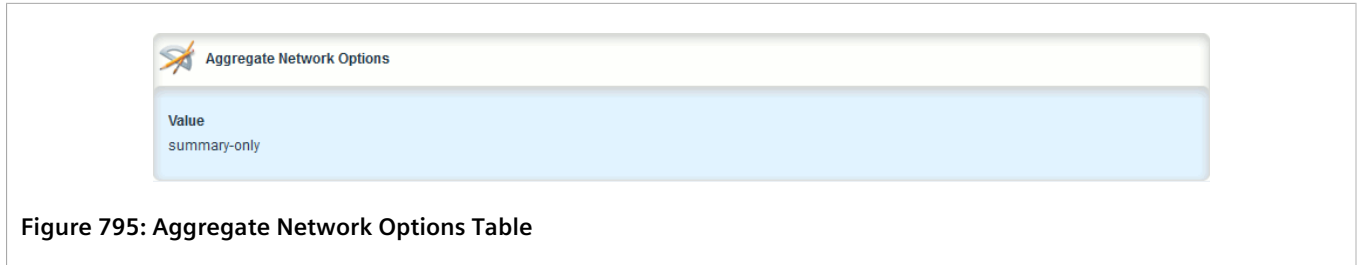 Aggregate Network Options
Value
summary-only
Figure 795: Aggregate Network Options Table